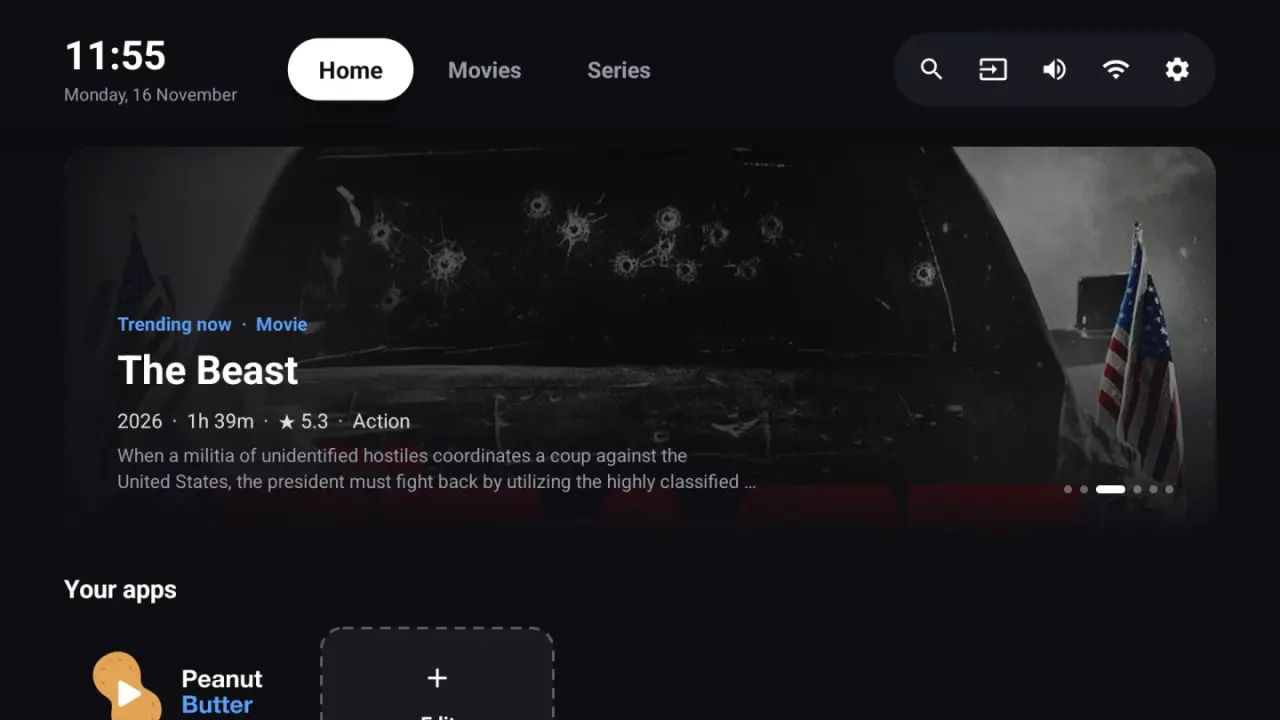 11:55
Monday, 16 November
Home
Movies
Series
Trending now · Movie
The Beast
2026 · 1h 39m · ★ 5.3 · Action
When a militia of unidentified hostiles coordinates a coup against the
United States, the president must fight back by utilizing the highly classified ...
Your apps
Peanut
Butter
+
Edit